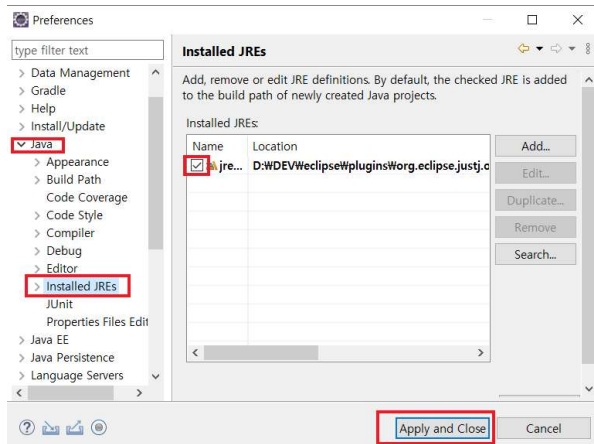 Preferences
type filter text
Data Management
Gradle
Help
Install/Update
Java
Appearance
Build Path
Code Coverage
Code Style
Compiler
Debug
Editor
Installed JREs
JUnit
Properties Files Edit
Java EE
Java Persistence
Language Servers
Installed JREs
Add, remove or edit JRE definitions. By default, the checked JRE is added
to the build path of newly created Java projects.
Installed JREs:
Name Location
jre... D:₩DEV₩eclipse₩plugins₩org.eclipse.justj.o
Add...
Edit...
Duplicate...
Remove
Search...
Apply and Close
Cancel